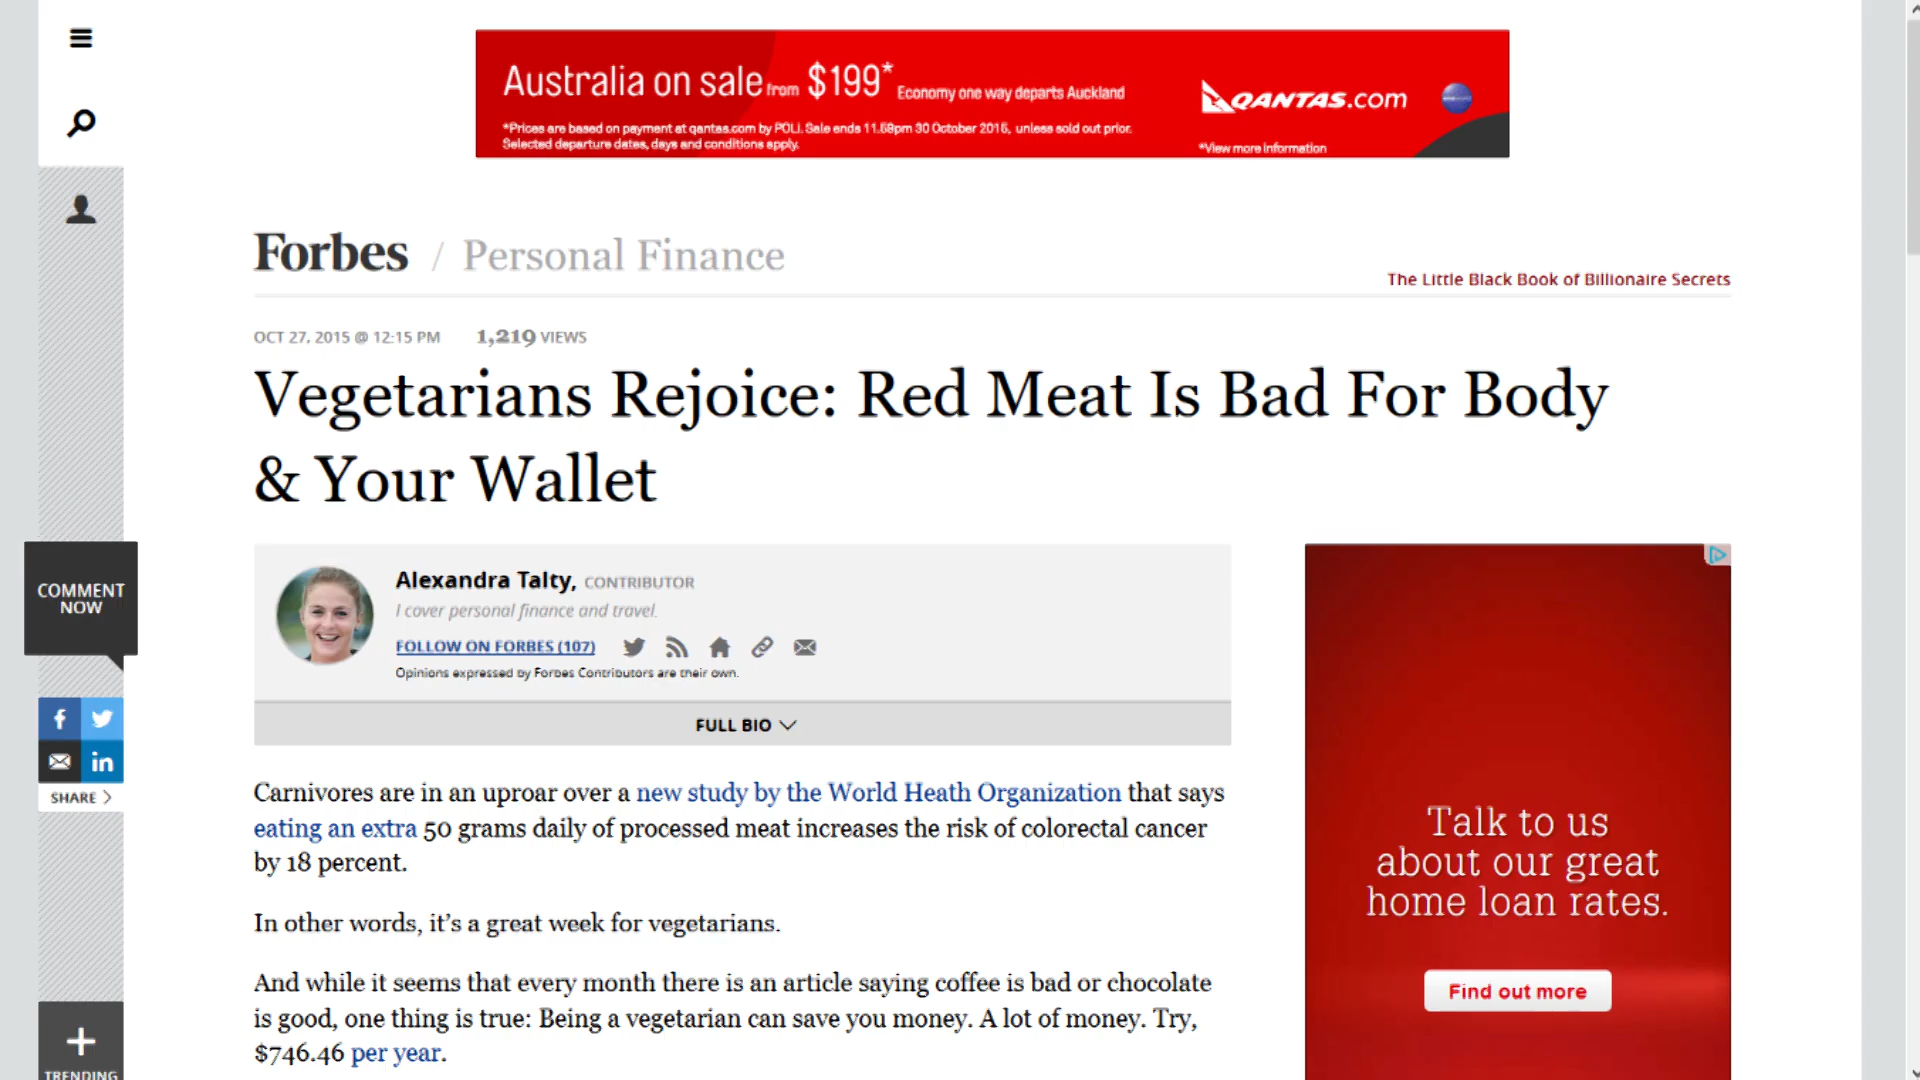 Australia on sale from $199* Economy one way departs Auckland
*Prices are based on payment at qantas.com by POLi. Sale ends 11.59pm 30 October 2015, unless sold out prior.
Selected departure dates, days and conditions apply.
QANTAS.com
*View more information
Forbes / Personal Finance
The Little Black Book of Billionaire Secrets
OCT 27, 2015 @ 12:15 PM 1,219 VIEWS
Vegetarians Rejoice: Red Meat Is Bad For Body
& Your Wallet
Alexandra Talty, CONTRIBUTOR
I cover personal finance and travel.
FOLLOW ON FORBES (107)
Opinions expressed by Forbes Contributors are their own.
FULL BIO
COMMENT
NOW
f
in
SHARE
Carnivores are in an uproar over a new study by the World Heath Organization that says
eating an extra 50 grams daily of processed meat increases the risk of colorectal cancer
by 18 percent.
In other words, it's a great week for vegetarians.
And while it seems that every month there is an article saying coffee is bad or chocolate
is good, one thing is true: Being a vegetarian can save you money. A lot of money. Try,
$746.46 per year.
Talk to us
about our great
home loan rates.
Find out more
TRENDING